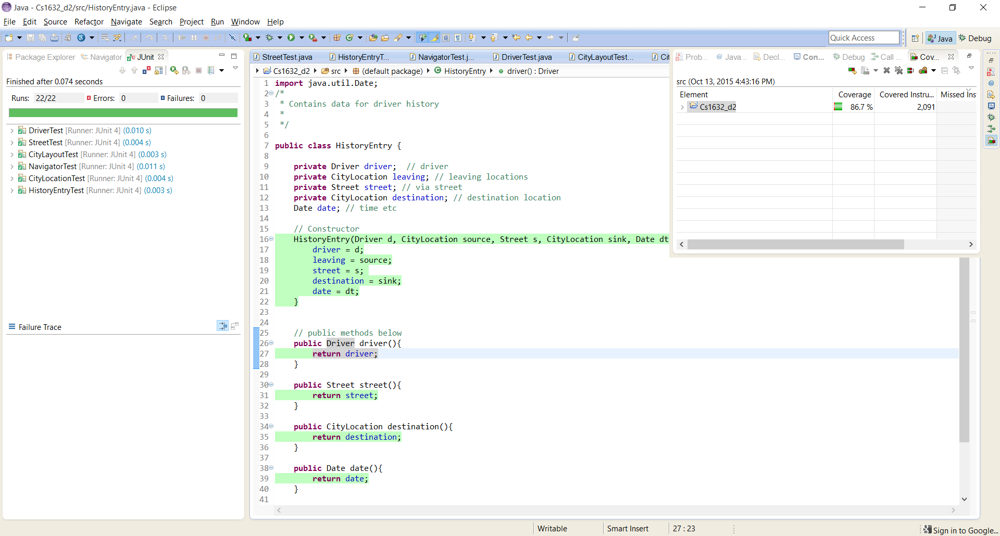 Java - Cs1632_d2/src/HistoryEntry.java - Eclipse
File Edit Source Refactor Navigate Search Project Run Window Help
Quick Access
Java
Debug
Package Explorer
Navigator
JUnit
Finished after 0.074 seconds
Runs: 22/22
Errors: 0
Failures: 0
DriverTest [Runner: JUnit 4] (0.010 s)
StreetTest [Runner: JUnit 4] (0.004 s)
CityLayoutTest [Runner: JUnit 4] (0.003 s)
NavigatorTest [Runner: JUnit 4] (0.011 s)
CityLocationTest [Runner: JUnit 4] (0.004 s)
HistoryEntryTest [Runner: JUnit 4] (0.003 s)
Failure Trace
StreetTest.java
HistoryEntryT...
NavigatorTest.j...
DriverTest.java
CityLayoutTest...
Cit
Cs1632_d2
src
(default package)
HistoryEntry
driver() : Driver
1 import java.util.Date;
2 /*
3  * Contains data for driver history
4  *
5  */
6
7 public class HistoryEntry {
8
9     private Driver driver;  // driver
10     private CityLocation leaving; // leaving locations
11     private Street street; // via street
12     private CityLocation destination; // destination location
13     Date date; // time etc
14
15     // Constructor
16     HistoryEntry(Driver d, CityLocation source, Street s, CityLocation sink, Date dt
17         driver = d;
18         leaving = source;
19         street = s;
20         destination = sink;
21         date = dt;
22     }
23
24
25     // public methods below
26     public Driver driver(){
27         return driver;
28     }
29
30     public Street street(){
31         return street;
32     }
33
34     public CityLocation destination(){
35         return destination;
36     }
37
38     public Date date(){
39         return date;
40     }
41
Prob...
@ Java...
Decl...
Con...
Debug
Call ...
Cov...
src (Oct 13, 2015 4:43:16 PM)
Element Coverage Covered Instru... Missed Ins
Cs1632_d2 86.7 % 2,091
Writable
Smart Insert
27 : 23
Sign in to Google...